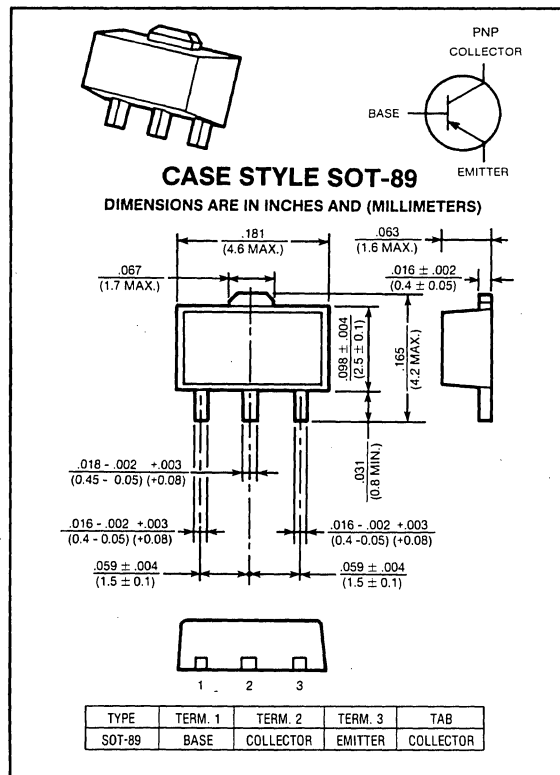 PNP
COLLECTOR
BASE
EMITTER
CASE STYLE SOT-89
DIMENSIONS ARE IN INCHES AND (MILLIMETERS)
.181
(4.6 MAX.)
.063
(1.6 MAX.)
.067
(1.7 MAX.)
.016 ± .002
(0.4 ± 0.05)
.098 ± .004
(2.5 ± 0.1)
.165
(4.2 MAX.)
.031
(0.8 MIN.)
.018 - .002 +.003
(0.45 - 0.05) (+0.08)
.016 -.002 +.003
(0.4 -0.05) (+0.08)
.016 -.002 +.003
(0.4 -0.05) (+0.08)
.059 ± .004
(1.5 ± 0.1)
.059 ± .004
(1.5 ± 0.1)
1 2 3
TYPE TERM. 1 TERM. 2 TERM. 3 TAB
SOT-89 BASE COLLECTOR EMITTER COLLECTOR